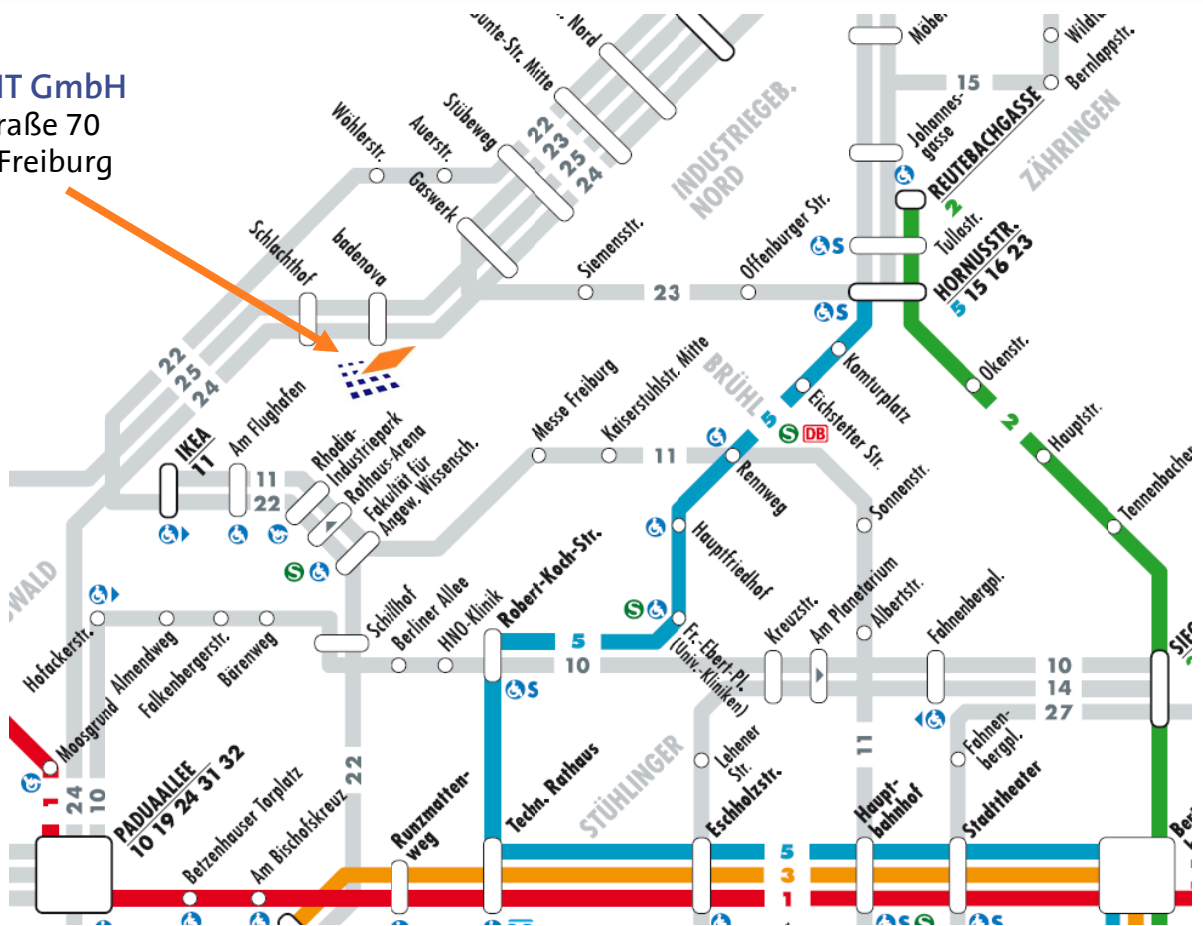 IT GmbH
raße 70
Freiburg
Wöhlerstr.
Auerstr.
Stübeweg
Gaswerk
Schlachthof
badenova
22
23
25
24
Nord
unte-Str. Mitte
INDUSTRIEGEB.
NORD
Siemensstr.
Offenburger Str.
23
15
Bernlappstr.
Johannes-
gasse
REUTEBACHGASSE
2
ZÄHRINGEN
Tullastr.
HORNUSSTR.
5 15 16 23
S
S
22
25
24
IKEA
11
Am Flughafen
11
22
Rhodia-
Industriepark
Rothaus-Arena
Fakultät für
Angew. Wissensch.
S
Messe Freiburg
Kaiserstuhlstr. Mitte
11
BRÜHL
5
Komturplatz
Eichstetter Str.
S DB
Rennweg
Okenstr.
2
Hauptstr.
Tennenbacher
Sonnenstr.
Hauptfriedhof
S
Fr.-Ebert-Pl.
(Univ.-Kliniken)
WALD
Hofackerstr.
Almendweg
Falkenbergerstr.
Bärenweg
Schillhof
Berliner Allee
HNO-Klinik
Robert-Koch-Str.
5
10
S
Kreuzstr.
Am Planetarium
Albertstr.
Fahnenbergpl.
10
14
27
Moosgrund
1
24
10
PADUAALLEE
10 19 24 31 32
Betzenhauser Torplatz
Am Bischofskreuz
22
Runzmatten-
weg
Techn. Rathaus
STÜHLINGER
Lehener
Str.
Eschholzstr.
11
Haupt-
bahnhof
Fahnen-
bergpl.
Stadttheater
5
3
1
S S
S